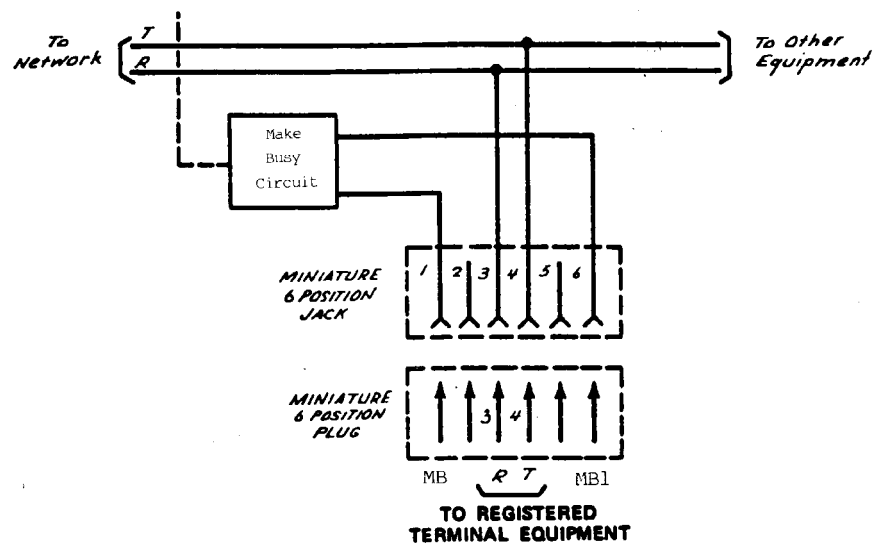 To
Network
T
R
To Other
Equipment
Make
Busy
Circuit
MINIATURE
6 POSITION
JACK
1 2 3 4 5 6
MINIATURE
6 POSITION
PLUG
3 4
MB R T MB1
TO REGISTERED
TERMINAL EQUIPMENT